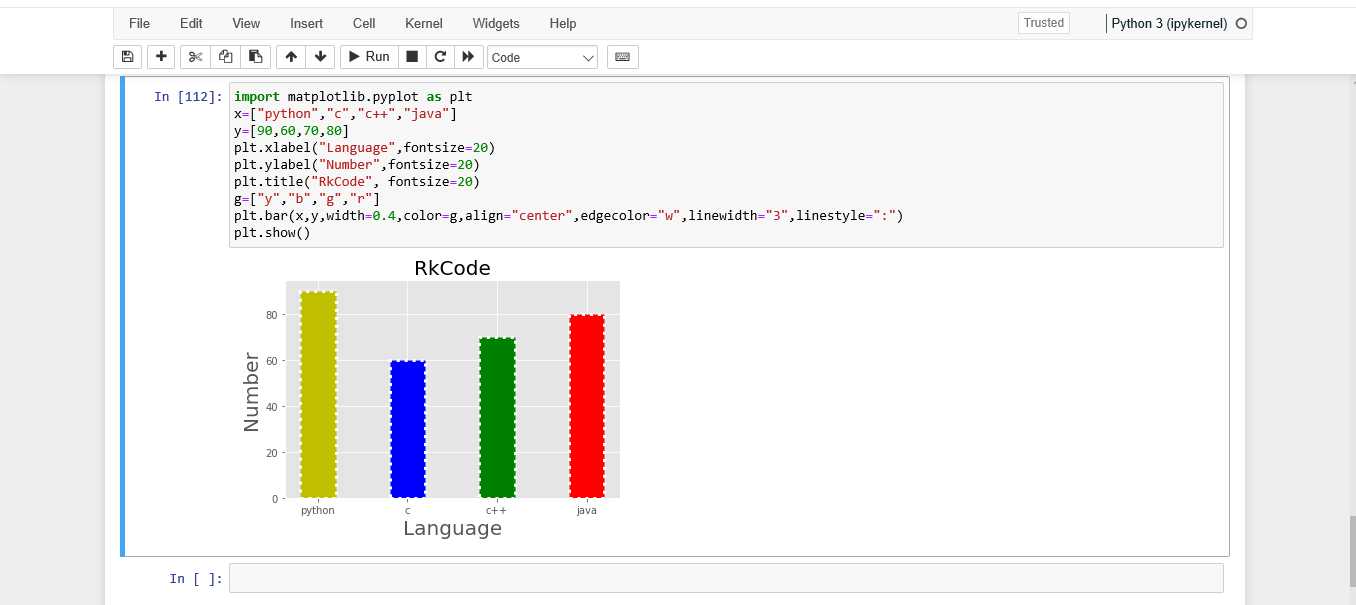 File Edit View Insert Cell Kernel Widgets Help Trusted Python 3 (ipykernel)
Run Code
In [112]:
import matplotlib.pyplot as plt
x=["python","c","c++","java"]
y=[90,60,70,80]
plt.xlabel("Language",fontsize=20)
plt.ylabel("Number",fontsize=20)
plt.title("RkCode", fontsize=20)
g=["y","b","g","r"]
plt.bar(x,y,width=0.4,color=g,align="center",edgecolor="w",linewidth="3",linestyle=":")
plt.show()
RkCode
Number
80
60
40
20
0
python c c++ java
Language
In [ ]: